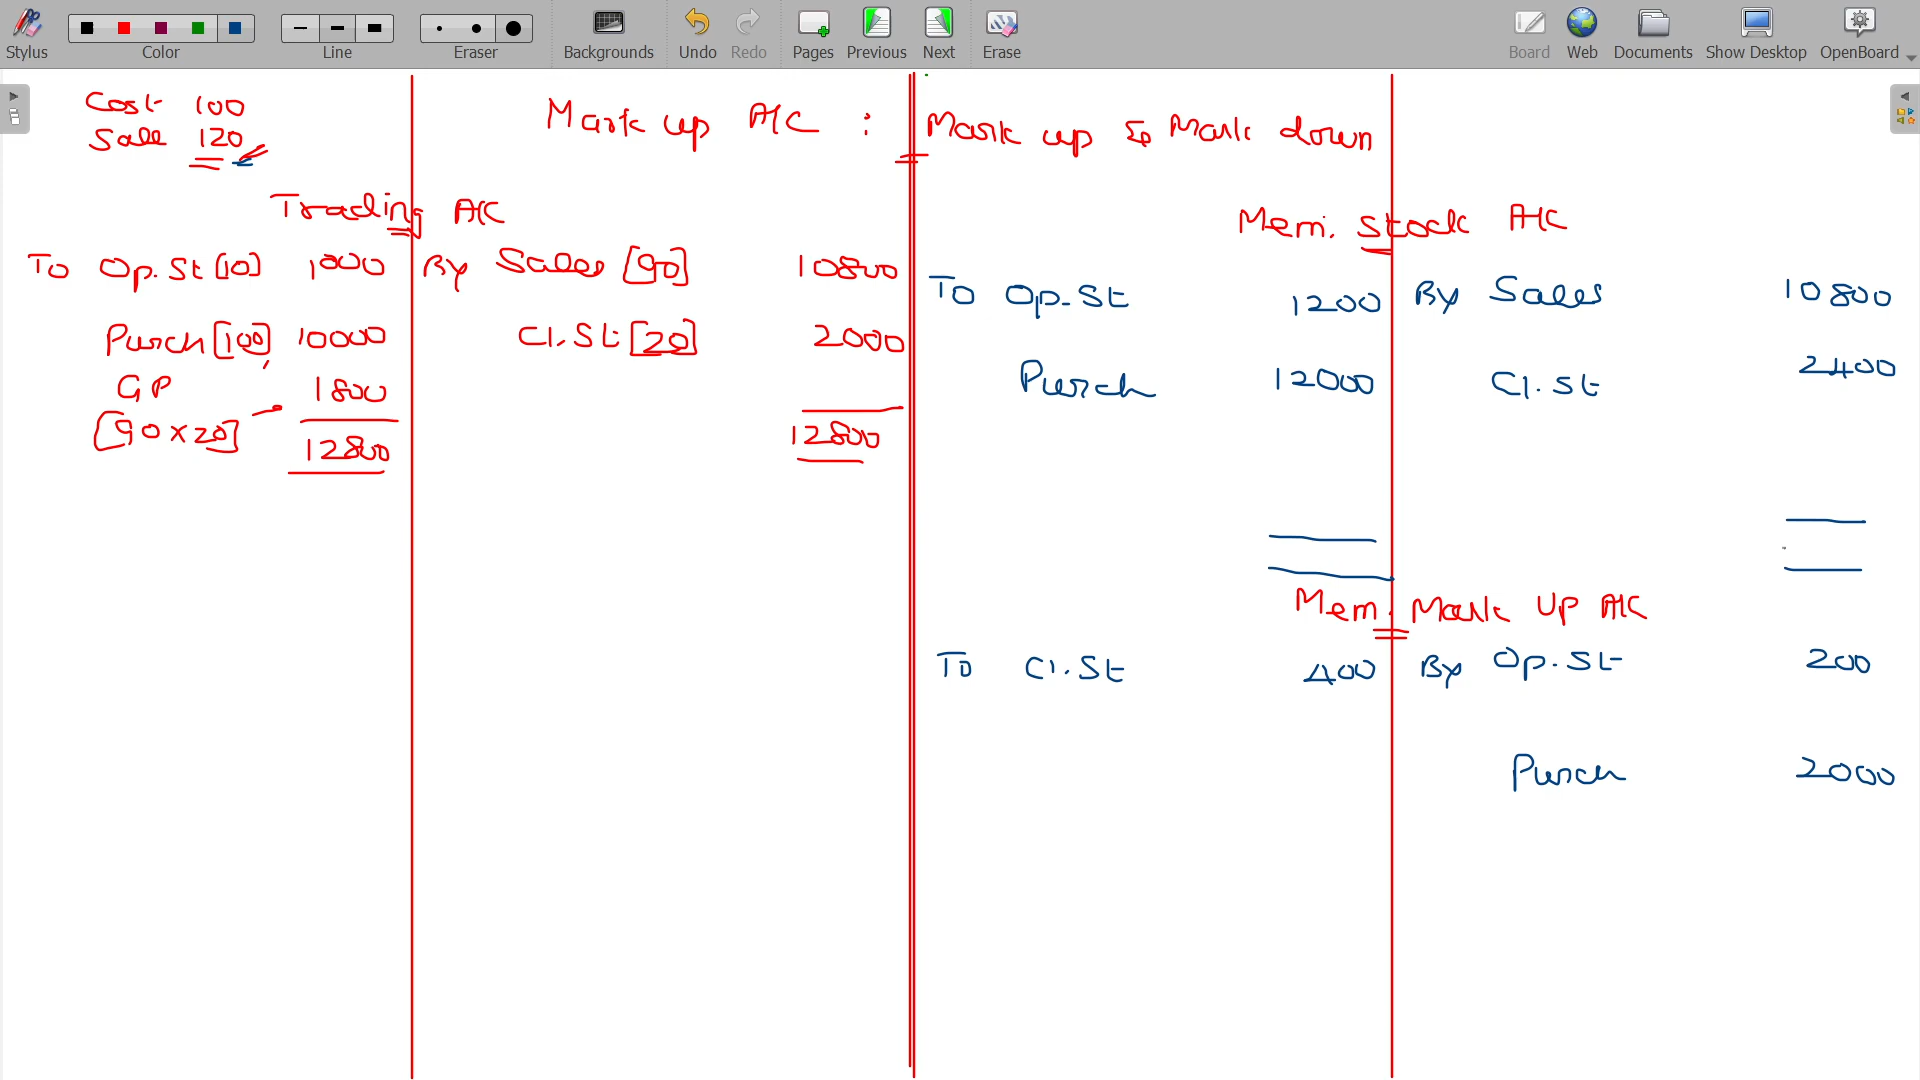 Stylus Color Line Eraser Backgrounds Undo Redo Pages Previous Next Erase Board Web Documents Show Desktop OpenBoard
Cost 100
Sale 120
Mark up A/C : Mark up & Mark down
Trading A/C
To Op.St [10] 1000 By Sales [90] 10800
Purch [100] 10000 Cl.St [20] 2000
GP 1800
[90 x 20]
12800 12800
Mem. Stock A/C
To Op.St 1200 By Sales 10800
Purch 12000 Cl.St 2400
Mem. Mark Up A/C
To Cl.St 400 By Op.St 200
Purch 2000